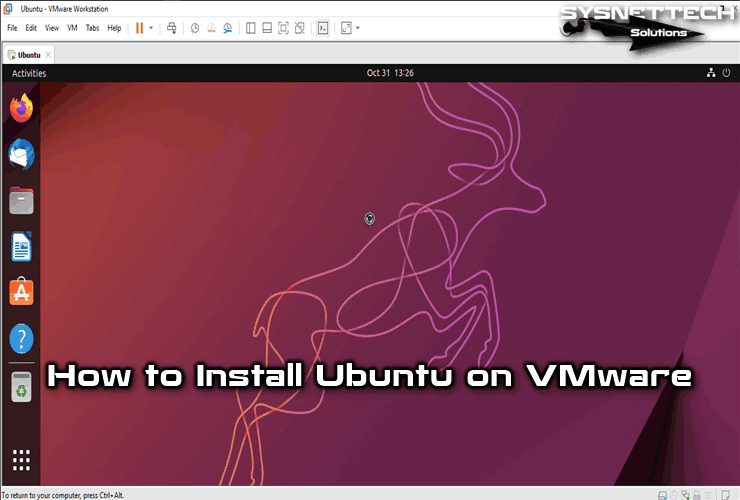 Ubuntu - VMware Workstation
SYSNETTECH
Solutions
File Edit View VM Tabs Help
Ubuntu
Activities
Oct 31 13:26
How to Install Ubuntu on VMware
To return to your computer, press Ctrl+Alt.